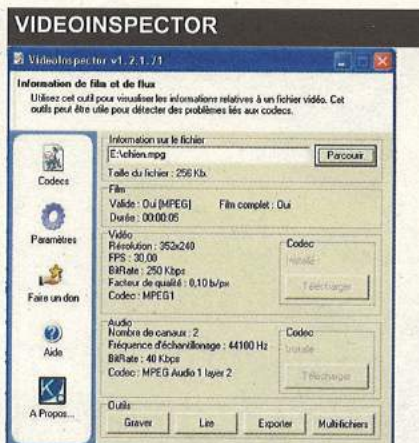 VIDEOINSPECTOR
VideoInspector v1.2.1.71
Information de film et de flux
Utilisez cet outil pour visualiser les informations relatives à un fichier vidéo. Cet
outils peut être utile pour détecter des problèmes liés aux codecs.
Codecs
Paramètres
Faire un don
Aide
A Propos...
Information sur le fichier
E:\chien.mpg
Parcourir
Taille du fichier : 256 Kb.
Film
Valide : Oui [MPEG] Film complet : Oui
Durée : 00:00:05
Vidéo
Résolution : 352x240
FPS : 30,00
BitRate : 250 Kbps
Facteur de qualité : 0,10 b/px
Codec : MPEG1
Codec
Installé
Télécharger
Audio
Nombre de canaux : 2
Fréquence d'échantillonage : 44100 Hz
BitRate : 40 Kbps
Codec : MPEG Audio 1 layer 2
Codec
Installé
Télécharger
Outils
Graver
Lire
Exporter
Multi-fichiers